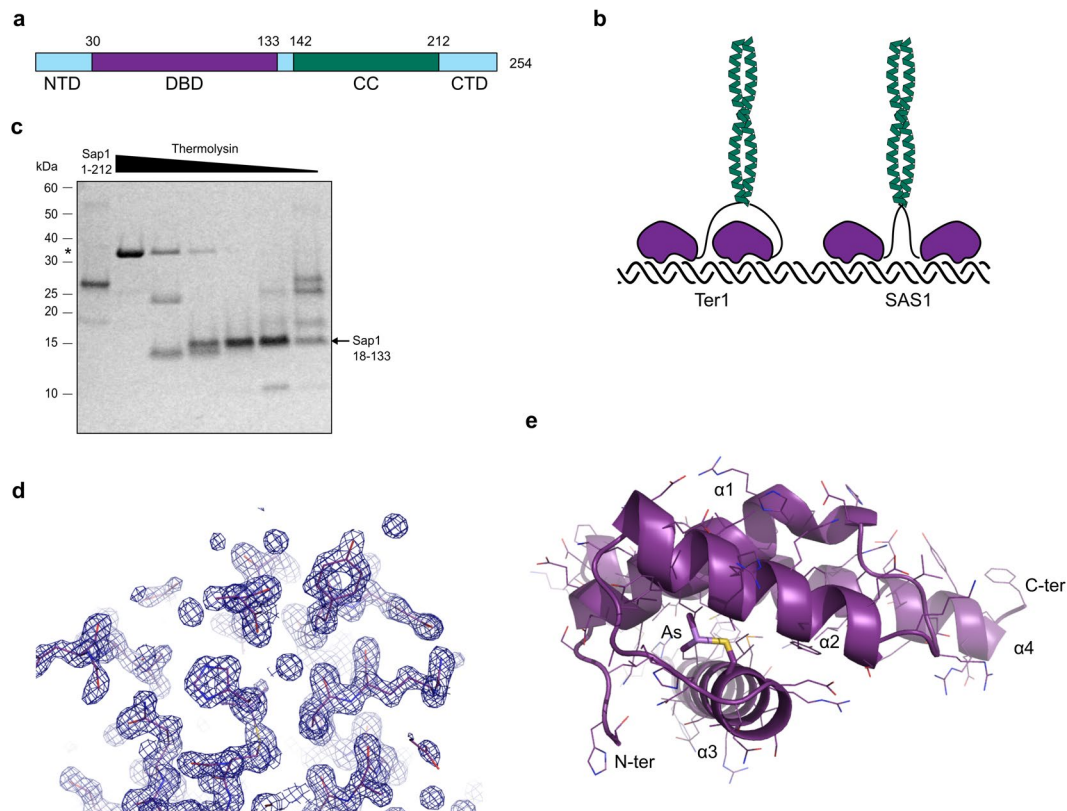 a
30 133 142 212
254
NTD DBD CC CTD
b
Ter1 SAS1
c
Thermolysin
Sap1
1-212
kDa
60
50
40
*
30
25
20
15
10
Sap1
18-133
d
e
α1
C-ter
As
α2
α4
α3
N-ter